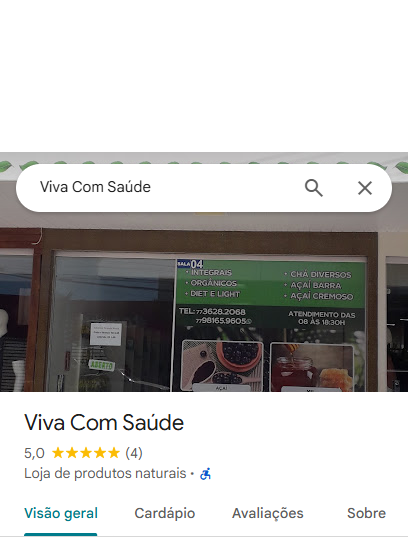 Viva Com Saúde
SALA 04
• INTEGRAIS
• ORGÂNICOS
• DIET E LIGHT
• CHÁ DIVERSOS
• AÇAÍ BARRA
• AÇAÍ CREMOSO
TEL: 77 3628.2068
77 98165.9605
ATENDIMENTO DAS
08 ÀS 18:30H
ABERTO
AÇAÍ
Viva Com Saúde
5,0 ★★★★★ (4)
Loja de produtos naturais •
Visão geral Cardápio Avaliações Sobre